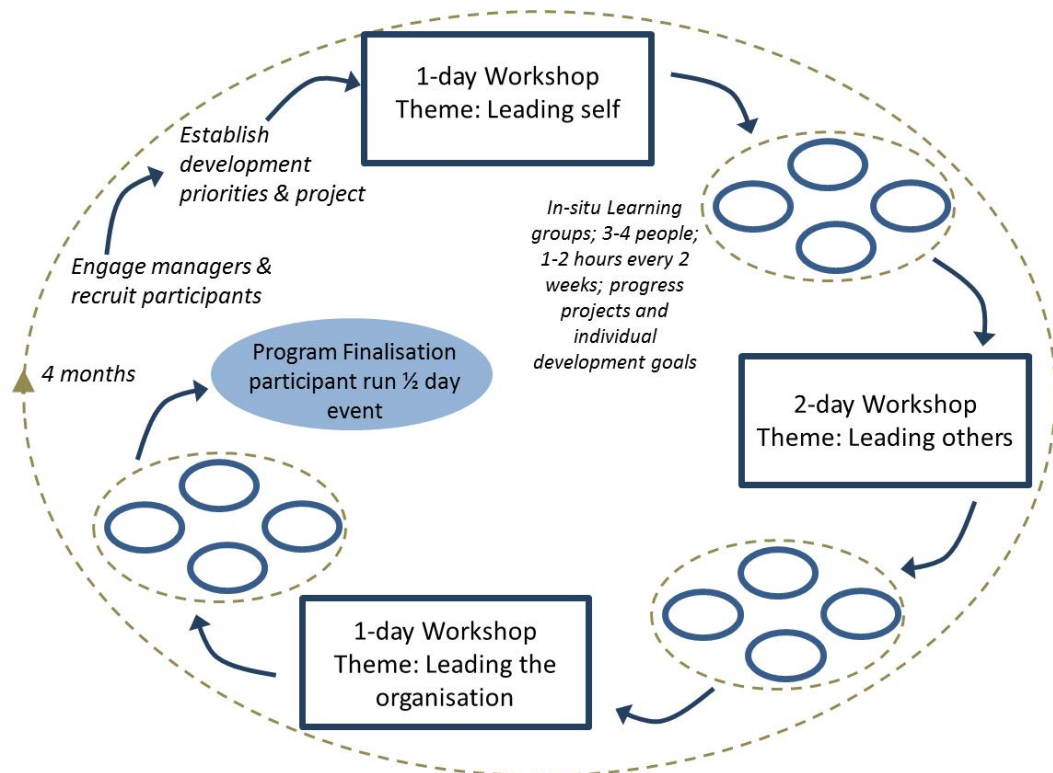 1-day Workshop
Theme: Leading self
Establish
development
priorities & project
Engage managers &
recruit participants
In-situ Learning
groups; 3-4 people;
1-2 hours every 2
weeks; progress
projects and
individual
development goals
2-day Workshop
Theme: Leading others
1-day Workshop
Theme: Leading the
organisation
4 months
Program Finalisation
participant run ½ day
event